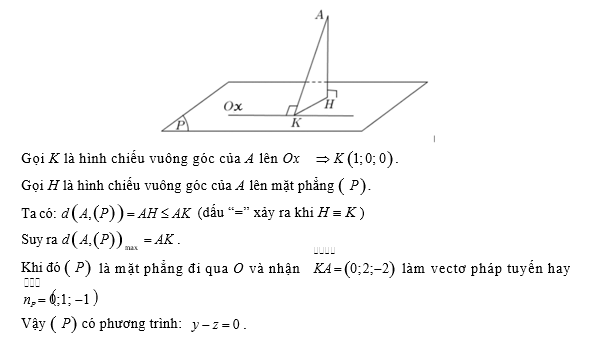 A
H
Ox
K
P
Gọi K là hình chiếu vuông góc của A lên Ox ⇒ K(1;0;0).
Gọi H là hình chiếu vuông góc của A lên mặt phẳng ( P).
Ta có: d(A,(P)) = AH ≤ AK (dấu “=” xảy ra khi H ≡ K )
Suy ra d(A,(P))max = AK .
Khi đó ( P) là mặt phẳng đi qua O và nhận KA = (0;2;−2) làm vectơ pháp tuyến hay
nP = (0;1; −1 )
Vậy ( P) có phương trình: y − z = 0 .